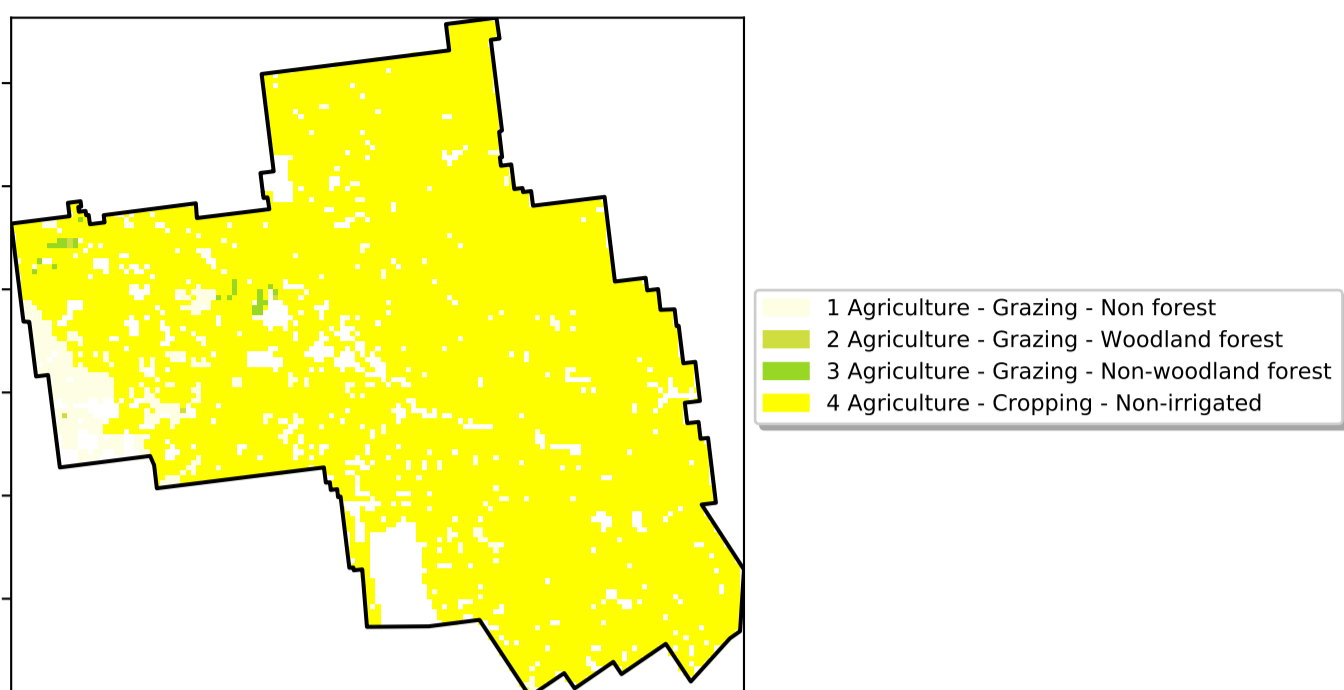 1 Agriculture - Grazing - Non forest
2 Agriculture - Grazing - Woodland forest
3 Agriculture - Grazing - Non-woodland forest
4 Agriculture - Cropping - Non-irrigated